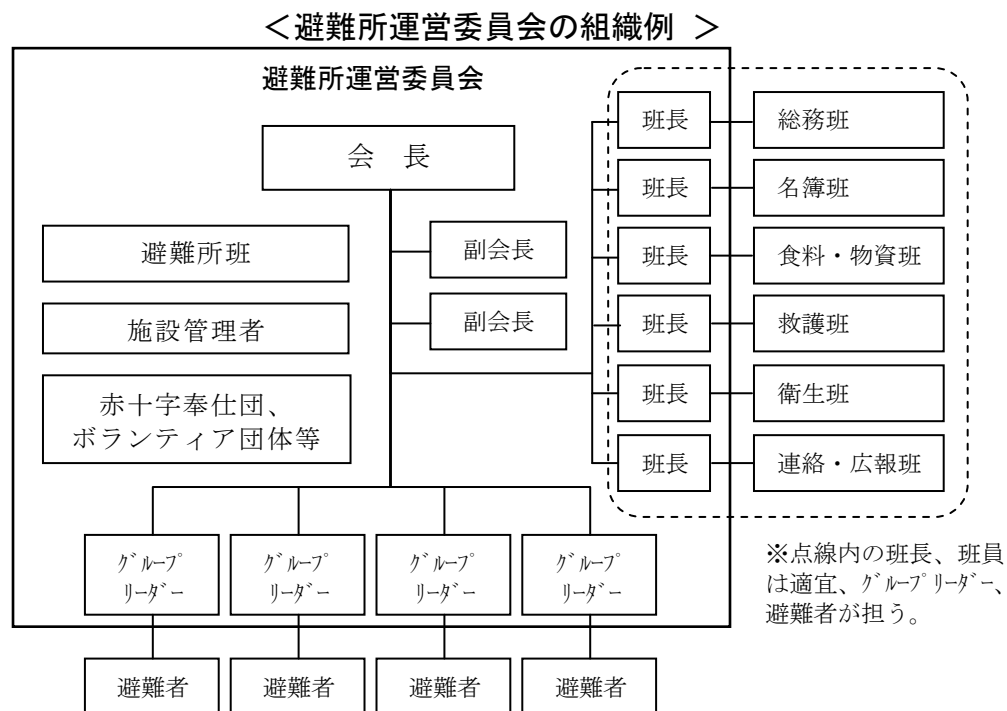 ＜避難所運営委員会の組織例 ＞
避難所運営委員会
会　長
副会長
副会長
避難所班
施設管理者
赤十字奉仕団、
ボランティア団体等
班長
総務班
班長
名簿班
班長
食料・物資班
班長
救護班
班長
衛生班
班長
連絡・広報班
ｸﾞﾙｰﾌﾟ
ﾘｰﾀﾞｰ
ｸﾞﾙｰﾌﾟ
ﾘｰﾀﾞｰ
ｸﾞﾙｰﾌﾟ
ﾘｰﾀﾞｰ
ｸﾞﾙｰﾌﾟ
ﾘｰﾀﾞｰ
避難者
避難者
避難者
避難者
※点線内の班長、班員
は適宜、ｸﾞﾙｰﾌﾟﾘｰﾀﾞｰ、
避難者が担う。